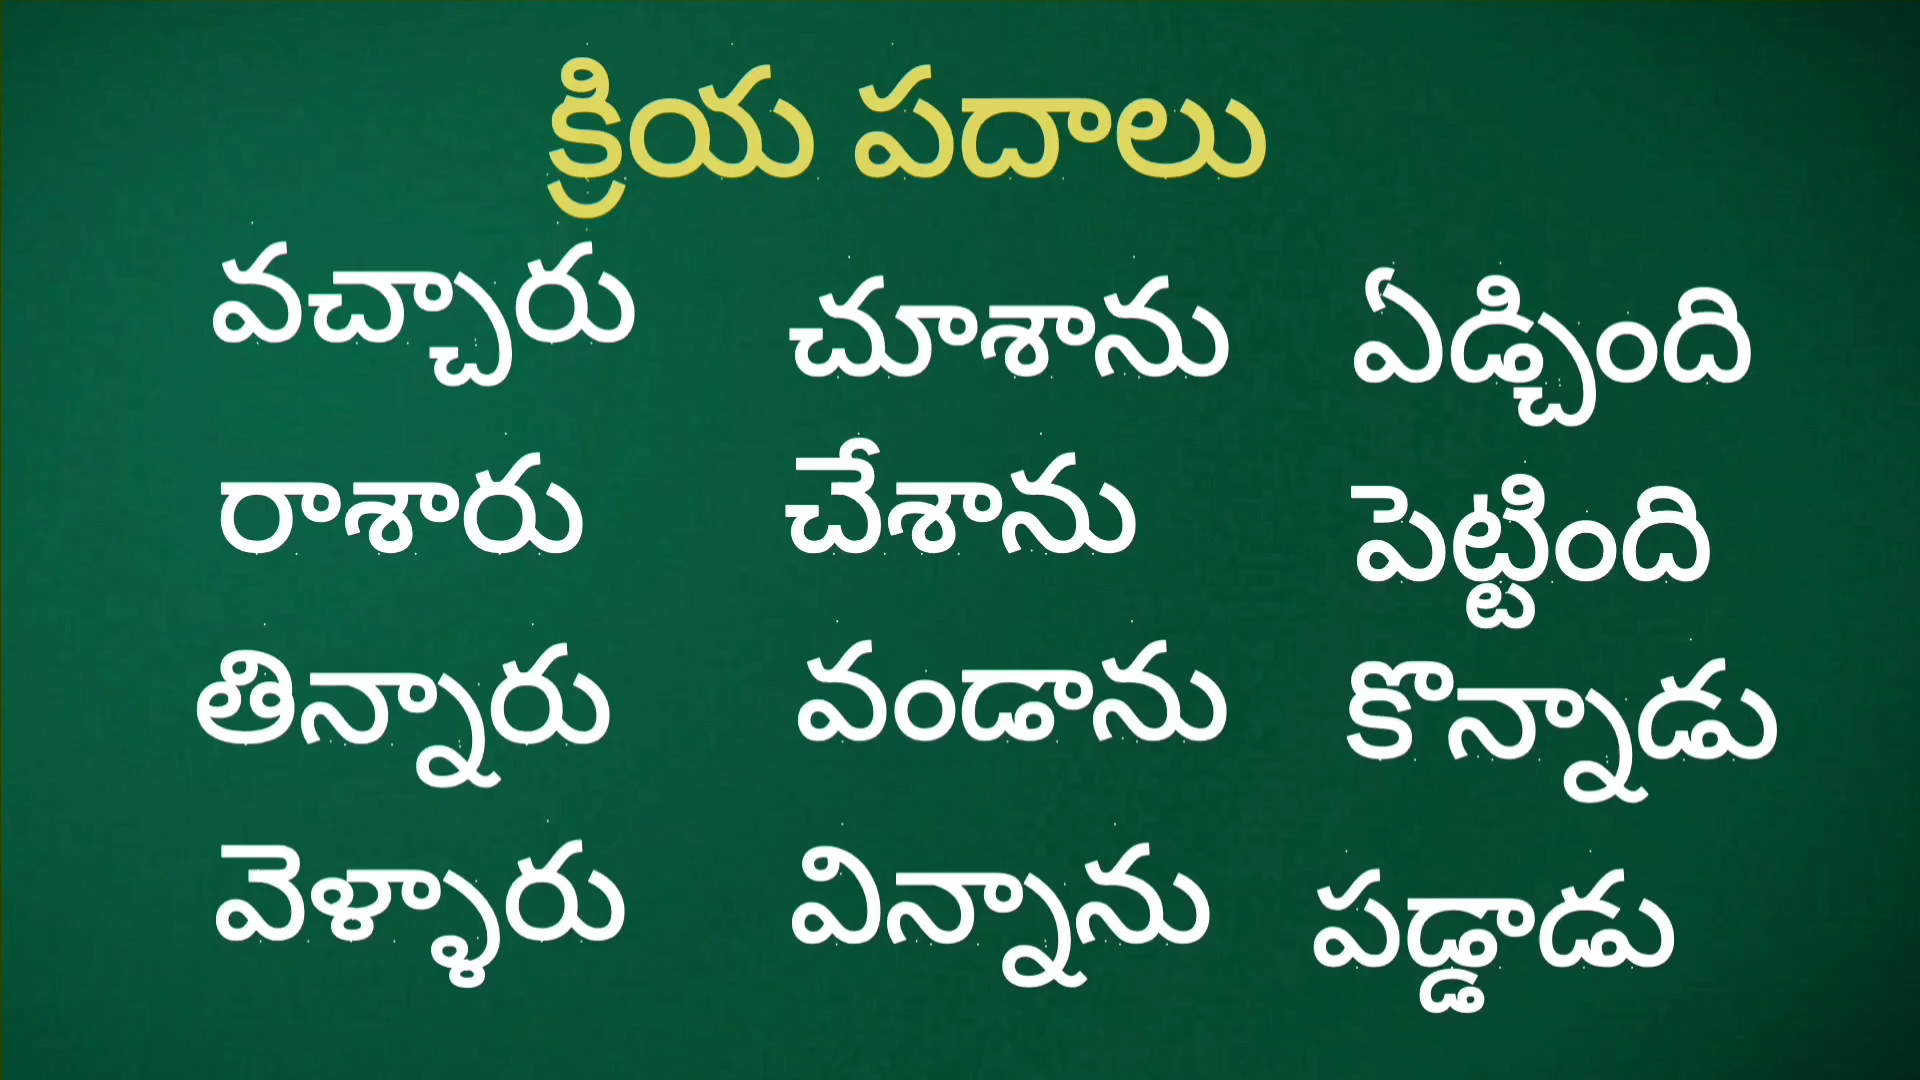 క్రియ పదాలు
వచ్చారు చూశాను ఏడ్చింది
రాశారు చేశాను పెట్టింది
తిన్నారు వండాను కొన్నాడు
వెళ్ళారు విన్నాను పడ్డాడు